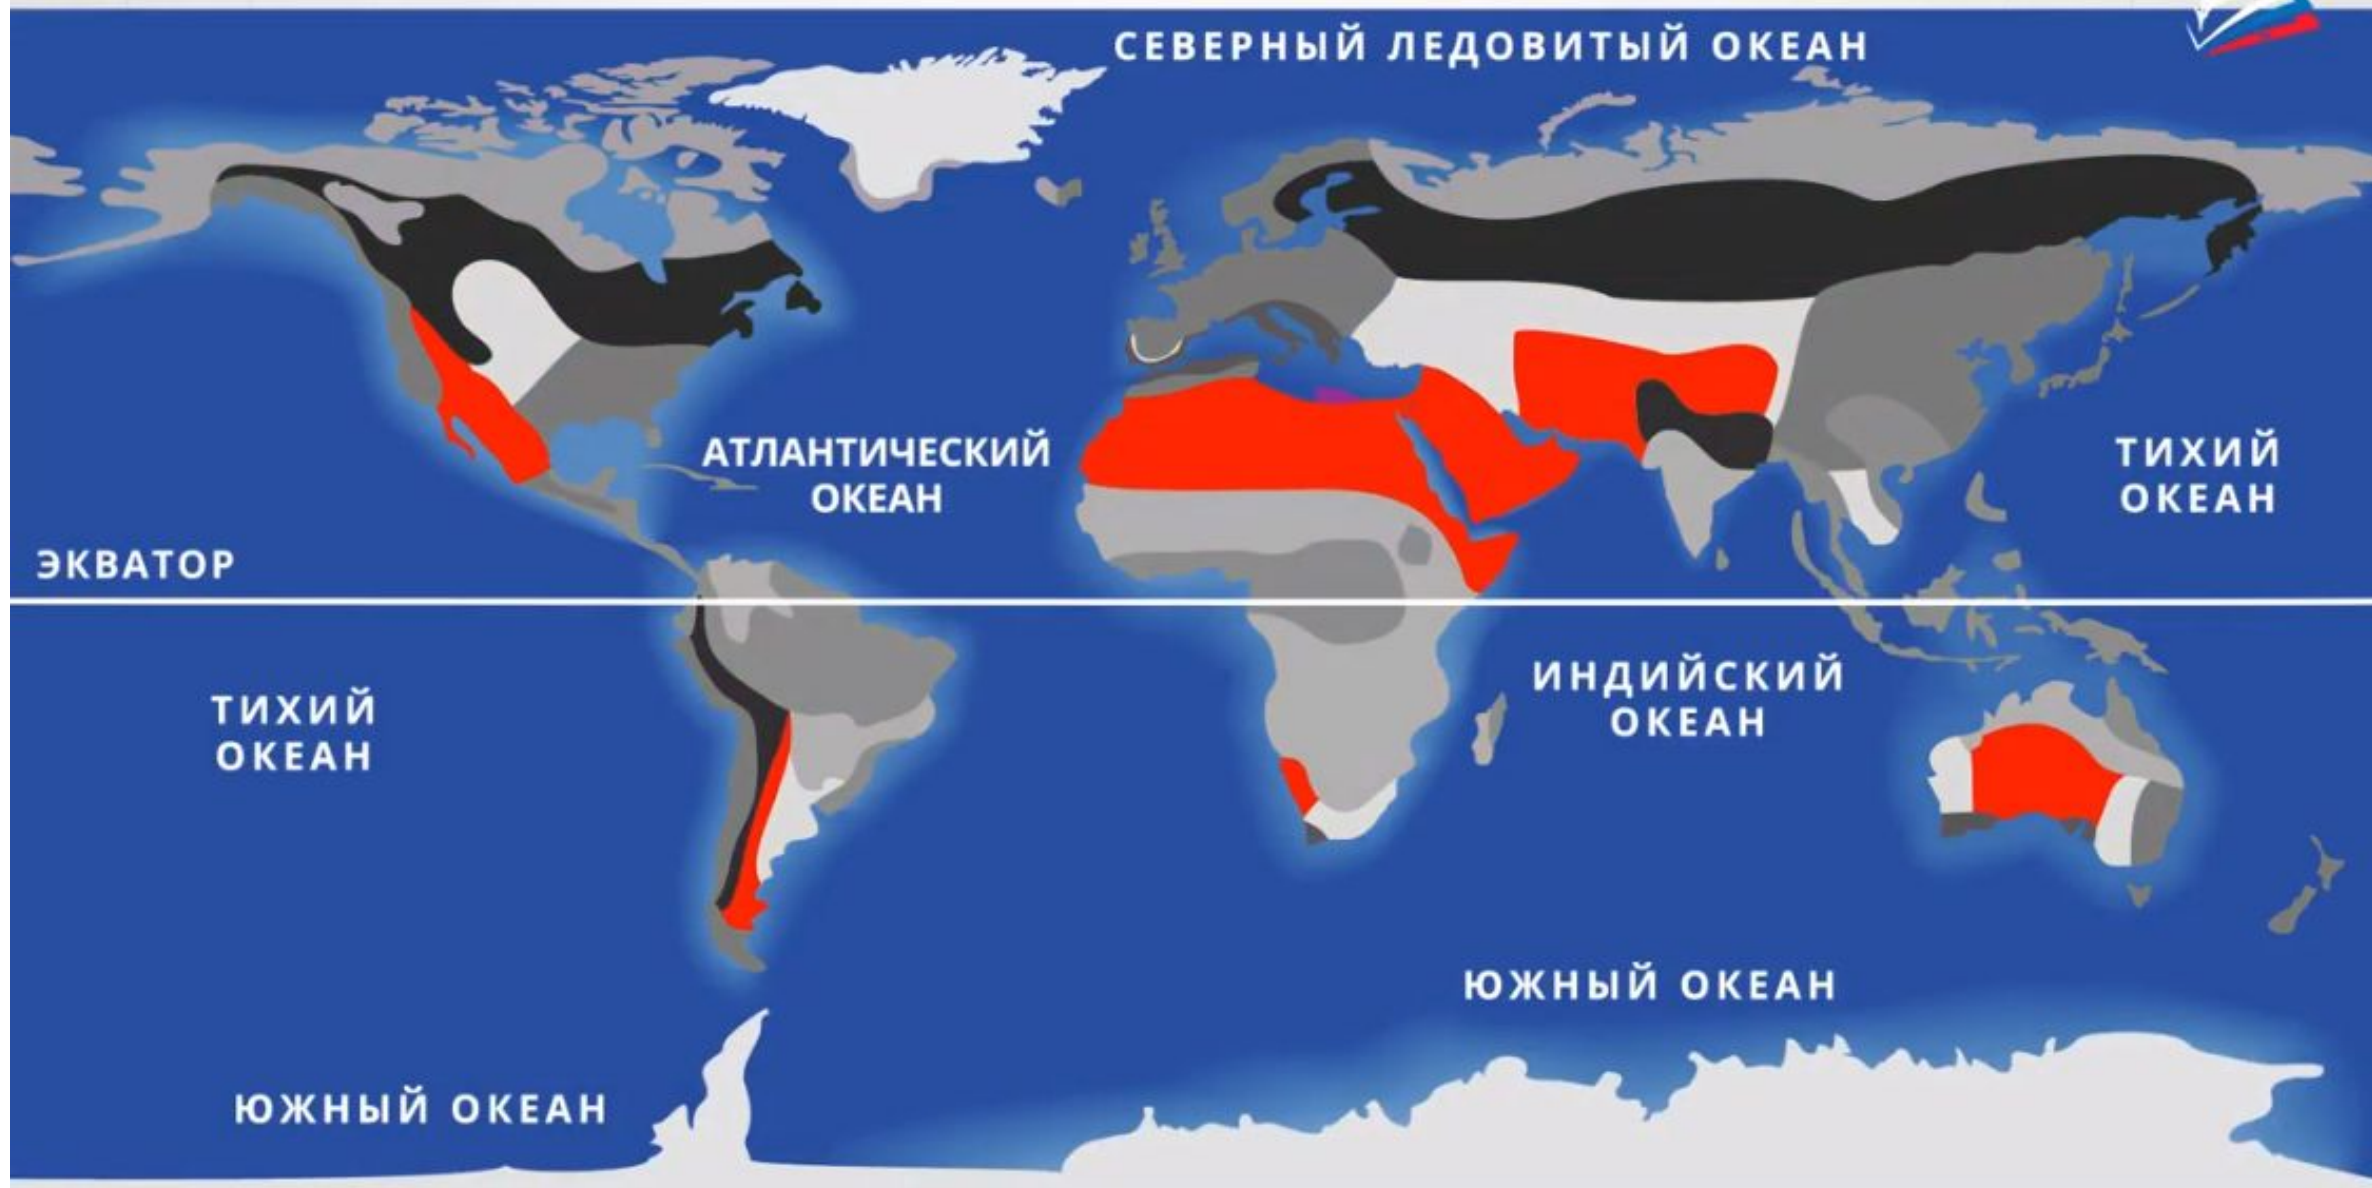 СЕВЕРНЫЙ ЛЕДОВИТЫЙ ОКЕАН
АТЛАНТИЧЕСКИЙ
ОКЕАН
ТИХИЙ
ОКЕАН
ЭКВАТОР
ТИХИЙ
ОКЕАН
ИНДИЙСКИЙ
ОКЕАН
ЮЖНЫЙ ОКЕАН
ЮЖНЫЙ ОКЕАН